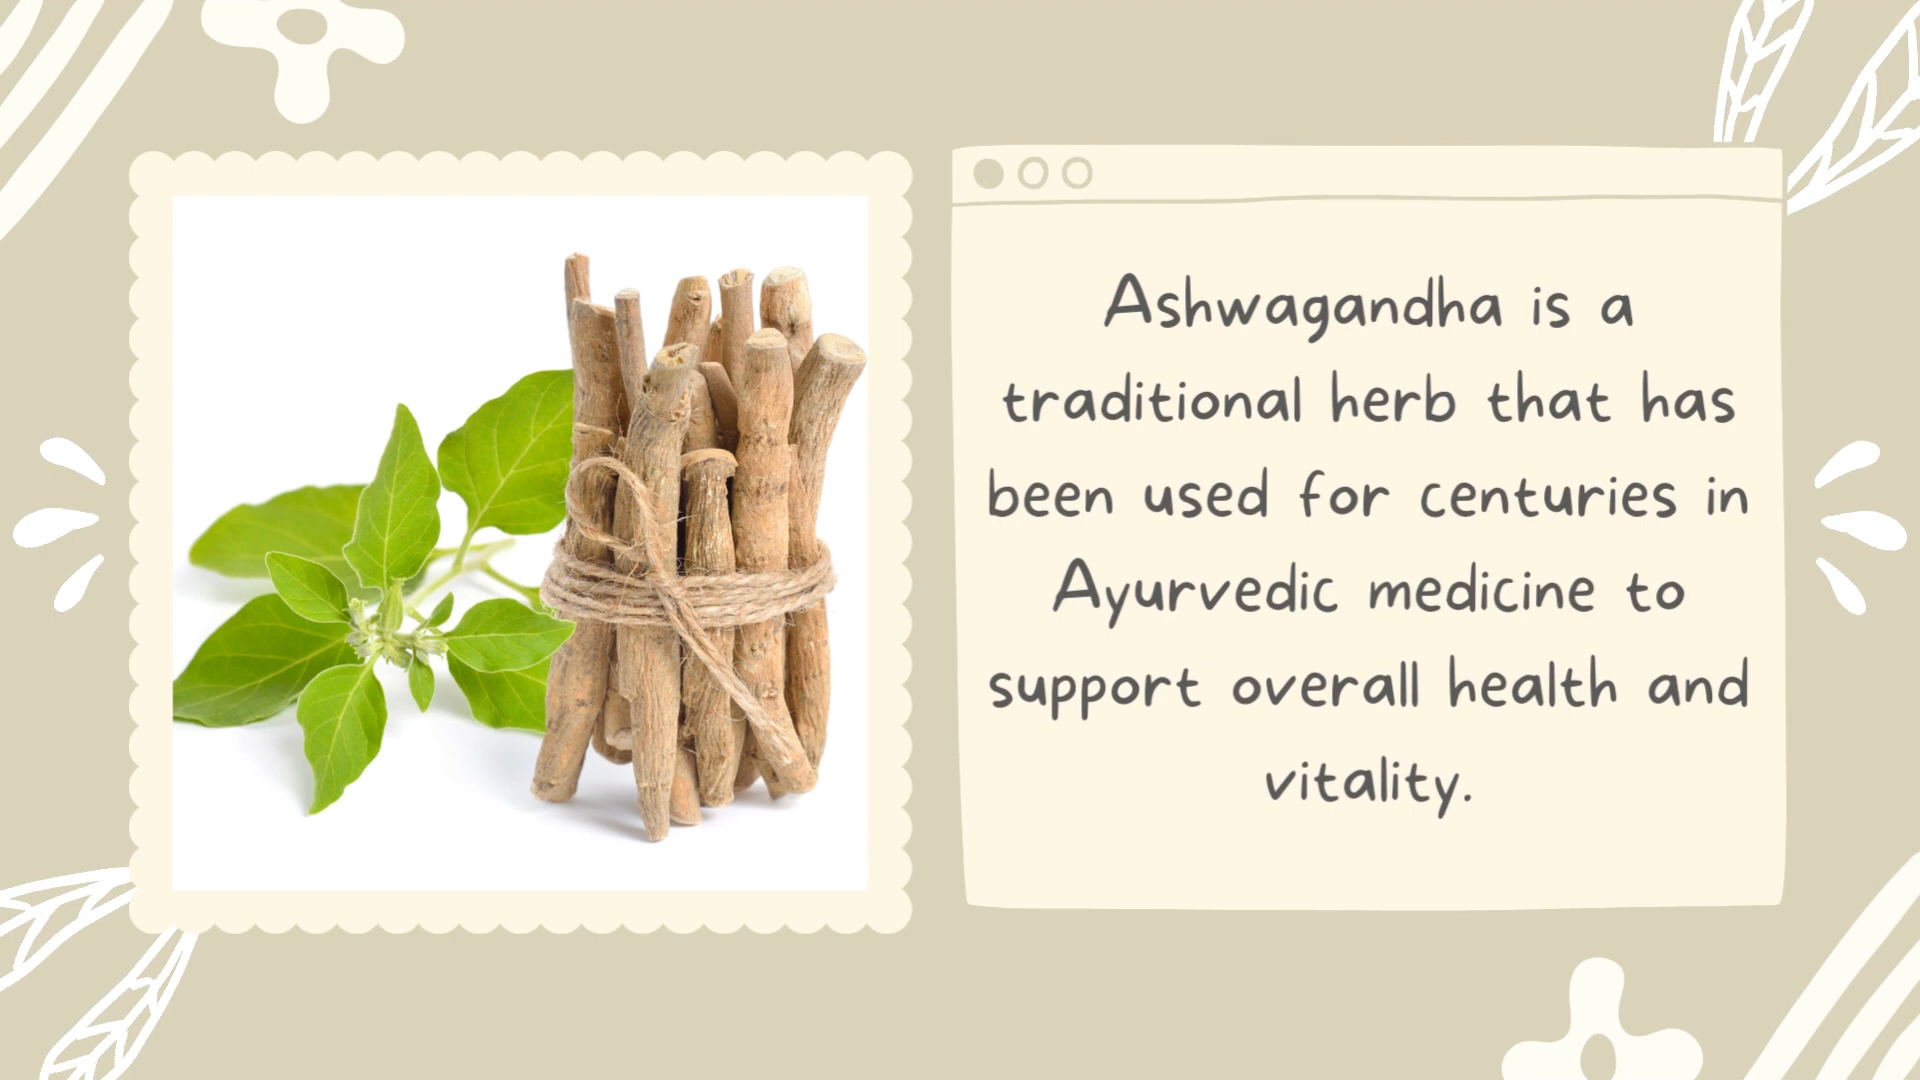 Ashwagandha is a
traditional herb that has
been used for centuries in
Ayurvedic medicine to
support overall health and
vitality.